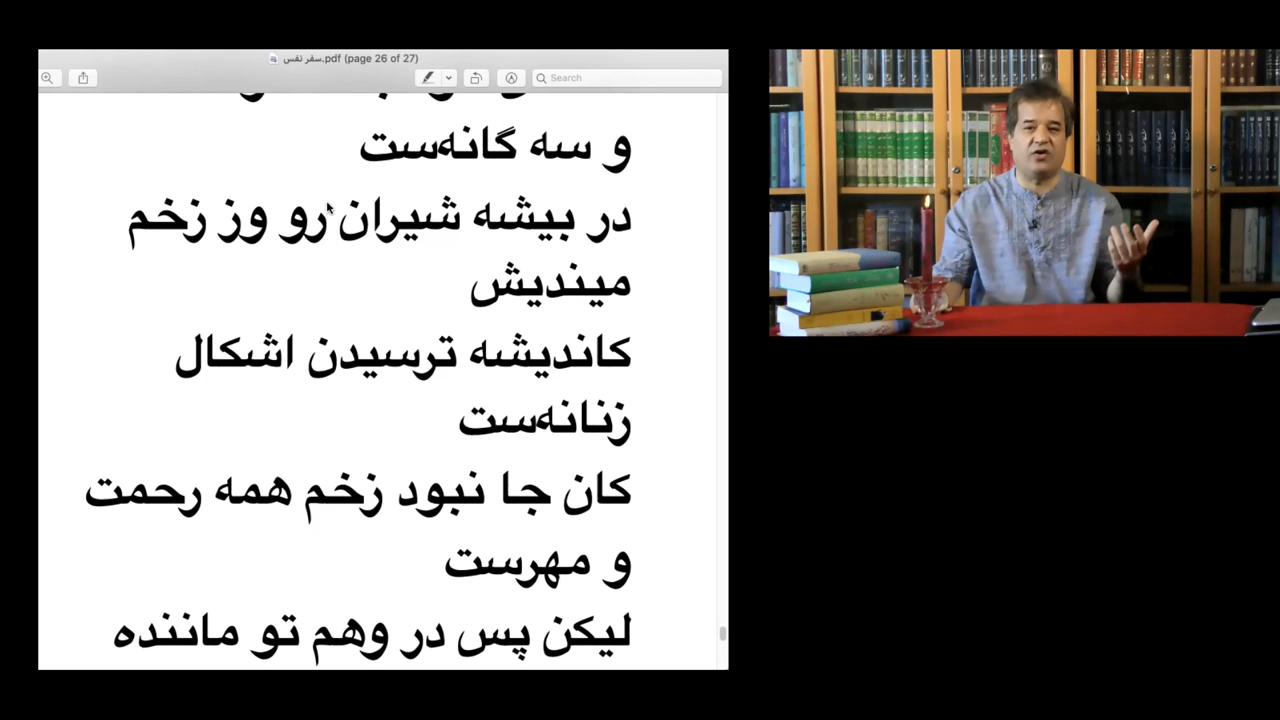 سفر نفس.pdf (page 26 of 27)
Search
و سه گانه‌ست
در بیشه شیران رو وز زخم
میندیش
کاندیشه ترسیدن اشکال
زنانه‌ست
کان جا نبود زخم همه رحمت
و مهرست
لیکن پس در وهم تو ماننده